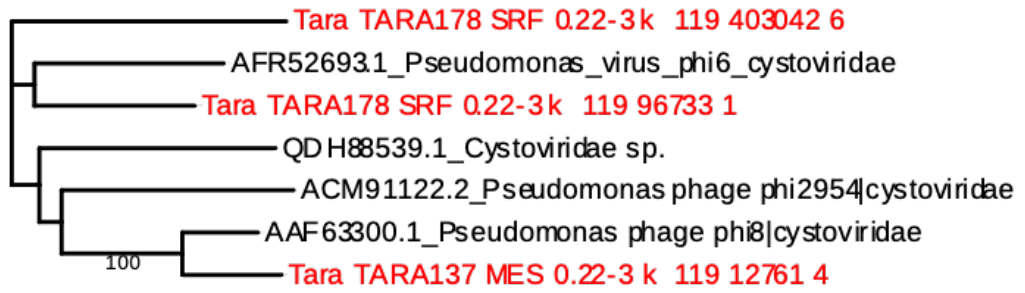 Tara TARA178 SRF 0.22-3 k 119 403042 6
AFR52693.1_Pseudomonas_virus_phi6_cystoviridae
Tara TARA178 SRF 0.22-3 k 119 96733 1
QDH88539.1_Cystoviridae sp.
ACM91122.2_Pseudomonas phage phi2954|cystoviridae
AAF63300.1_Pseudomonas phage phi8|cystoviridae
100
Tara TARA137 MES 0.22-3 k 119 12761 4